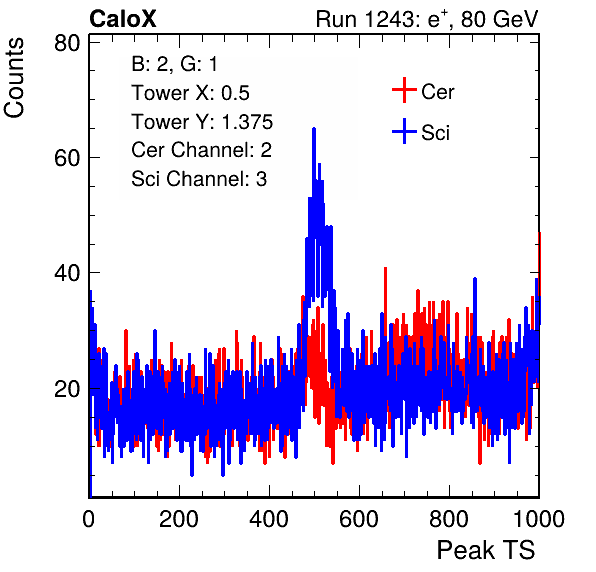 CaloX
Run 1243: e⁺, 80 GeV
Counts
80
60
40
20
B: 2, G: 1
Tower X: 0.5
Tower Y: 1.375
Cer Channel: 2
Sci Channel: 3
Cer
Sci
0 200 400 600 800 1000
Peak TS